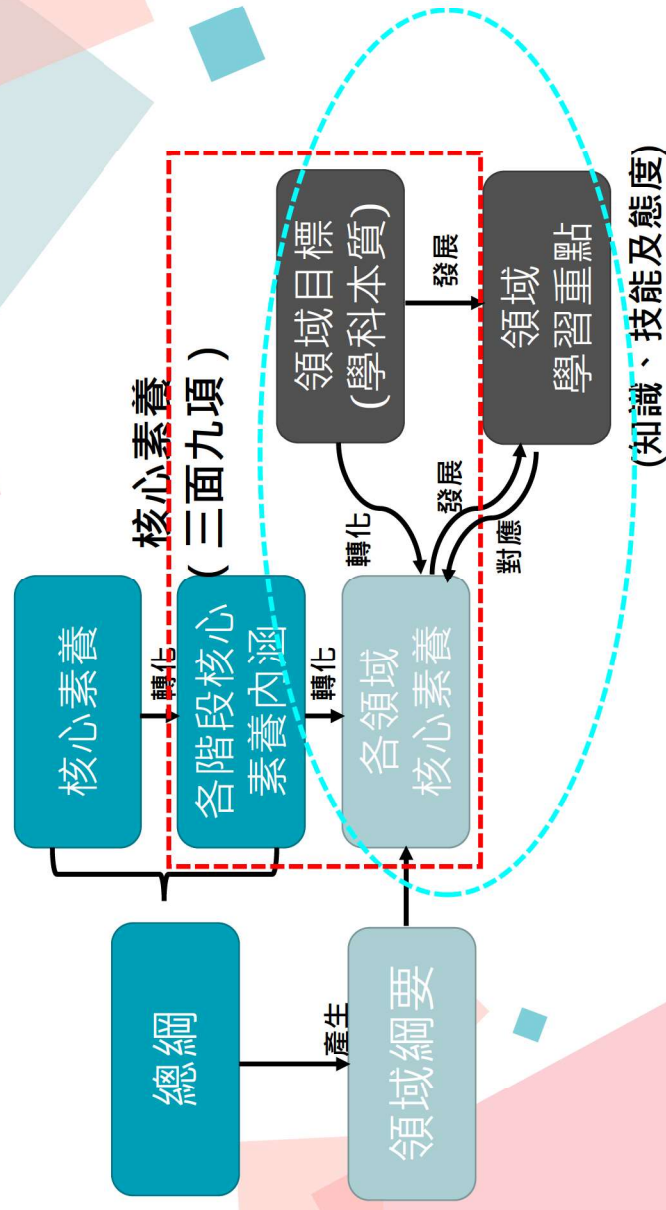 總綱
產生
領域綱要
核心素養
轉化
各階段核心
素養內涵
轉化
各領域
核心素養
核心素養
( 三面九項 )
轉化
發展
對應
領域目標
(學科本質)
發展
領域
學習重點
(知識、技能及態度)